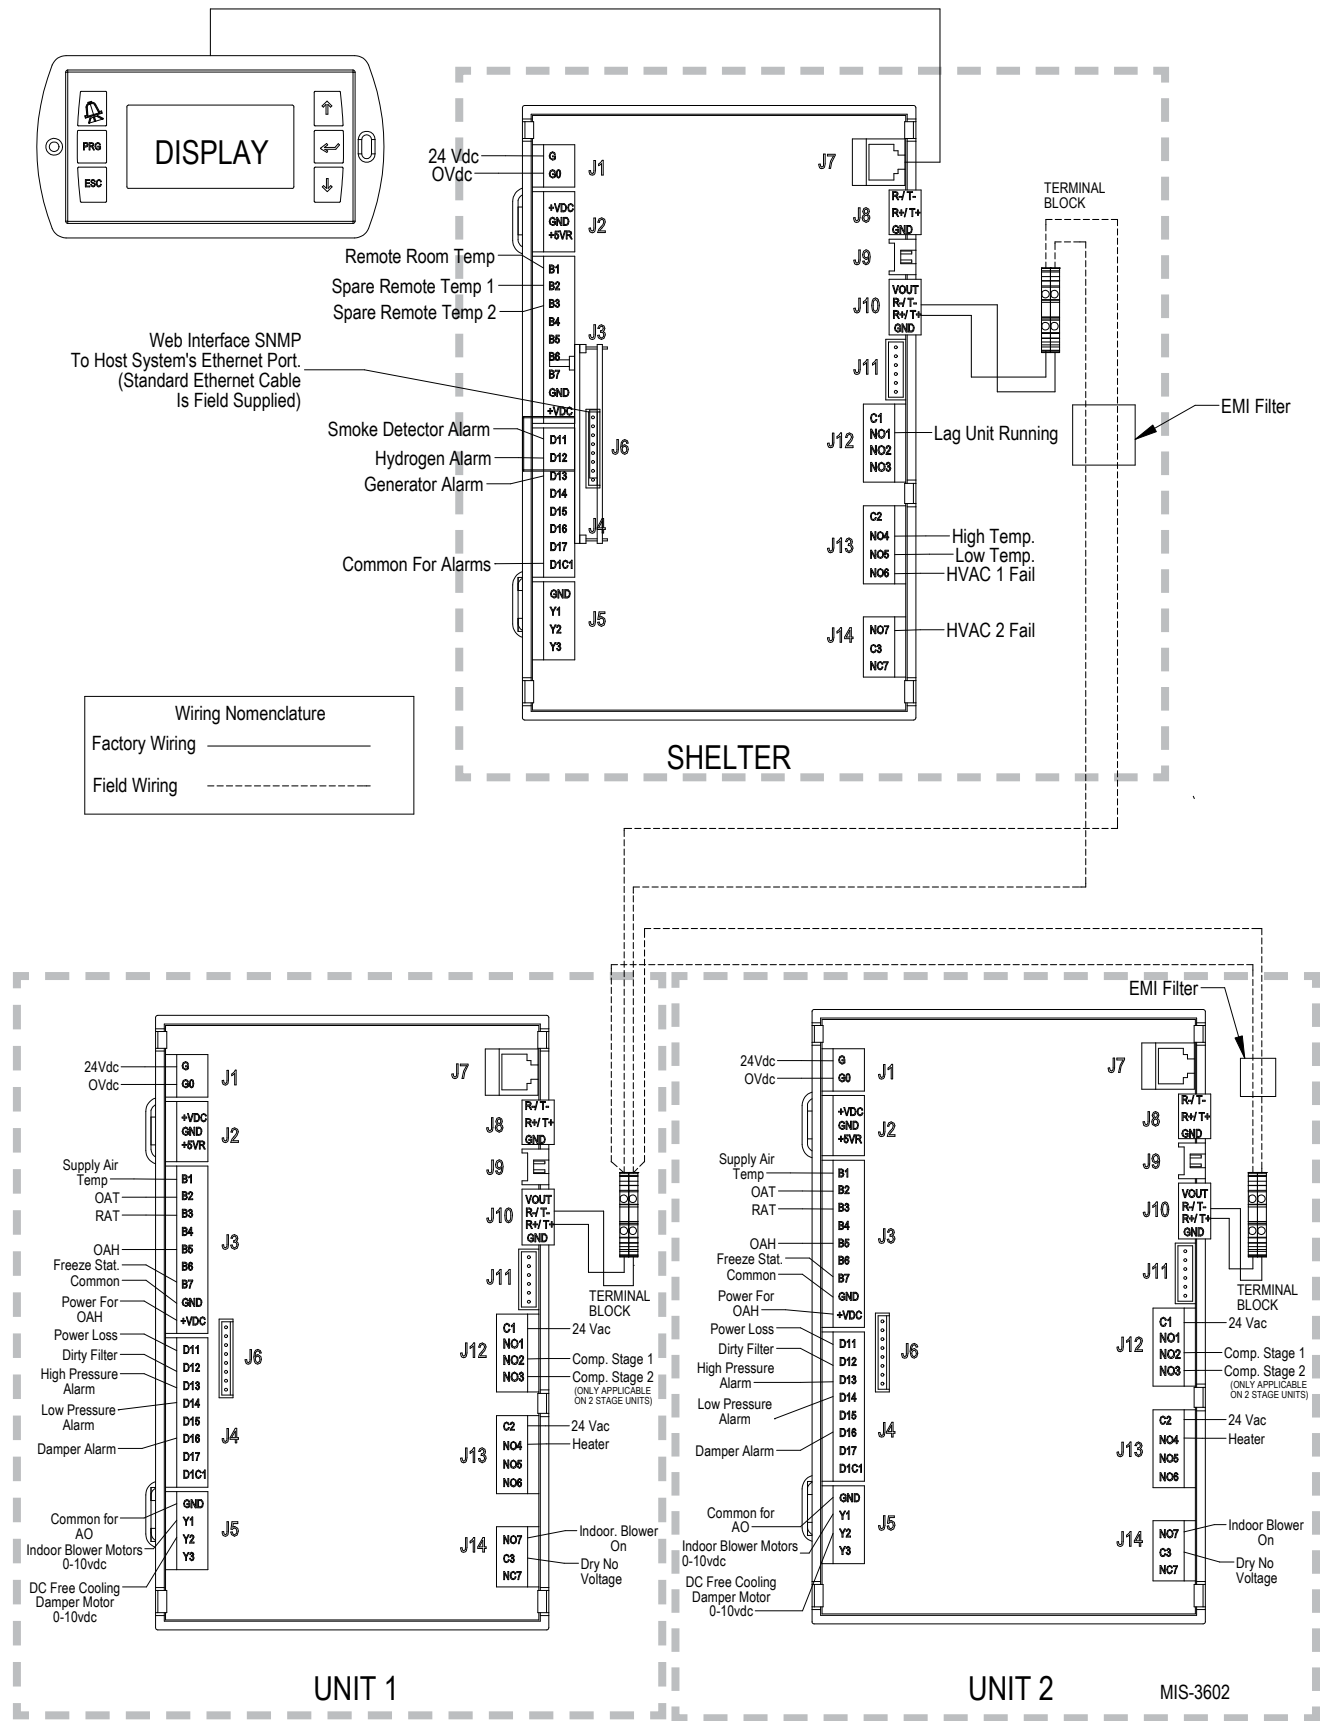 PRG
ESC
DISPLAY
24 Vdc
OVdc
G
G0
J1
+VDC
GND
+5VR
J2
Remote Room Temp
Spare Remote Temp 1
Spare Remote Temp 2
B1
B2
B3
B4
B5
B6
B7
GND
+VDC
J3
Web Interface SNMP
To Host System's Ethernet Port.
(Standard Ethernet Cable
Is Field Supplied)
Smoke Detector Alarm
Hydrogen Alarm
Generator Alarm
Common For Alarms
D11
D12
D13
D14
D15
D16
D17
D1C1
J6
J4
GND
Y1
Y2
Y3
J5
J7
J8
R-/ T-
R+/ T+
GND
J9
J10
VOUT
R-/ T-
R+/ T+
GND
J11
J12
C1
NO1
NO2
NO3
Lag Unit Running
J13
C2
NO4
NO5
NO6
High Temp.
Low Temp.
HVAC 1 Fail
J14
NO7
C3
NC7
HVAC 2 Fail
TERMINAL
BLOCK
EMI Filter
SHELTER
Wiring Nomenclature
Factory Wiring
Field Wiring
24Vdc
OVdc
G
G0
J1
+VDC
GND
+5VR
J2
Supply Air
Temp
OAT
RAT
OAH
Freeze Stat.
Common
Power For
OAH
B1
B2
B3
B4
B5
B6
B7
GND
+VDC
J3
Power Loss
Dirty Filter
High Pressure
Alarm
Low Pressure
Alarm
Damper Alarm
D11
D12
D13
D14
D15
D16
D17
D1C1
J6
J4
Common for
AO
Indoor Blower Motors
0-10vdc
DC Free Cooling
Damper Motor
0-10vdc
GND
Y1
Y2
Y3
J5
J7
J8
R-/ T-
R+/ T+
GND
J9
J10
VOUT
R-/ T-
R+/ T+
GND
J11
TERMINAL
BLOCK
J12
C1
NO1
NO2
NO3
24 Vac
Comp. Stage 1
Comp. Stage 2
(ONLY APPLICABLE
ON 2 STAGE UNITS)
J13
C2
NO4
NO5
NO6
24 Vac
Heater
J14
NO7
C3
NC7
Indoor. Blower
On
Dry No
Voltage
UNIT 1
EMI Filter
24Vdc
OVdc
G
G0
J1
+VDC
GND
+5VR
J2
Supply Air
Temp
OAT
RAT
OAH
Freeze Stat.
Common
Power For
OAH
B1
B2
B3
B4
B5
B6
B7
GND
+VDC
J3
Power Loss
Dirty Filter
High Pressure
Alarm
Low Pressure
Alarm
Damper Alarm
D11
D12
D13
D14
D15
D16
D17
D1C1
J6
J4
Common for
AO
Indoor Blower Motors
0-10vdc
DC Free Cooling
Damper Motor
0-10vdc
GND
Y1
Y2
Y3
J5
J7
J8
R-/ T-
R+/ T+
GND
J9
J10
VOUT
R-/ T-
R+/ T+
GND
J11
TERMINAL
BLOCK
J12
C1
NO1
NO2
NO3
24 Vac
Comp. Stage 1
Comp. Stage 2
(ONLY APPLICABLE
ON 2 STAGE UNITS)
J13
C2
NO4
NO5
NO6
24 Vac
Heater
J14
NO7
C3
NC7
Indoor Blower
On
Dry No
Voltage
UNIT 2
MIS-3602